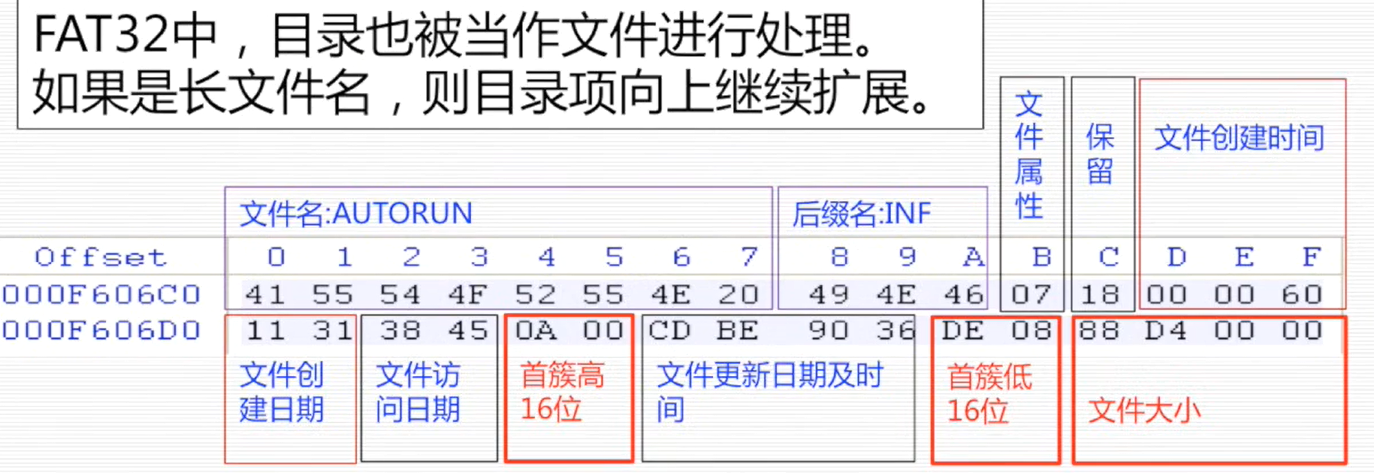 FAT32中，目录也被当作文件进行处理。
如果是长文件名，则目录项向上继续扩展。
文件属性
保留
文件创建时间
文件名:AUTORUN
后缀名:INF
Offset 0 1 2 3 4 5 6 7 8 9 A B C D E F
000F606C0 41 55 54 4F 52 55 4E 20 49 4E 46 07 18 00 00 60
000F606D0 11 31 38 45 0A 00 CD BE 90 36 DE 08 88 D4 00 00
文件创
建日期
文件访
问日期
首簇高
16位
文件更新日期及时
间
首簇低
16位
文件大小